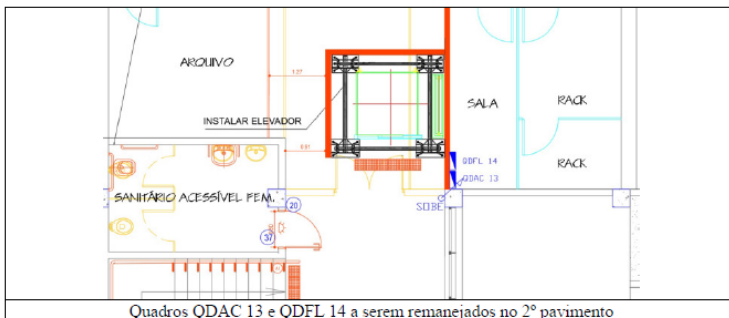 ARQUIVO
INSTALAR ELEVADOR
SALA
RACK
RACK
QDFL 14
QDAC 13
SOBE
SANITÁRIO ACESSÍVEL FEM.
20
37
Quadros QDAC 13 e QDFL 14 a serem remanejados no 2º pavimento